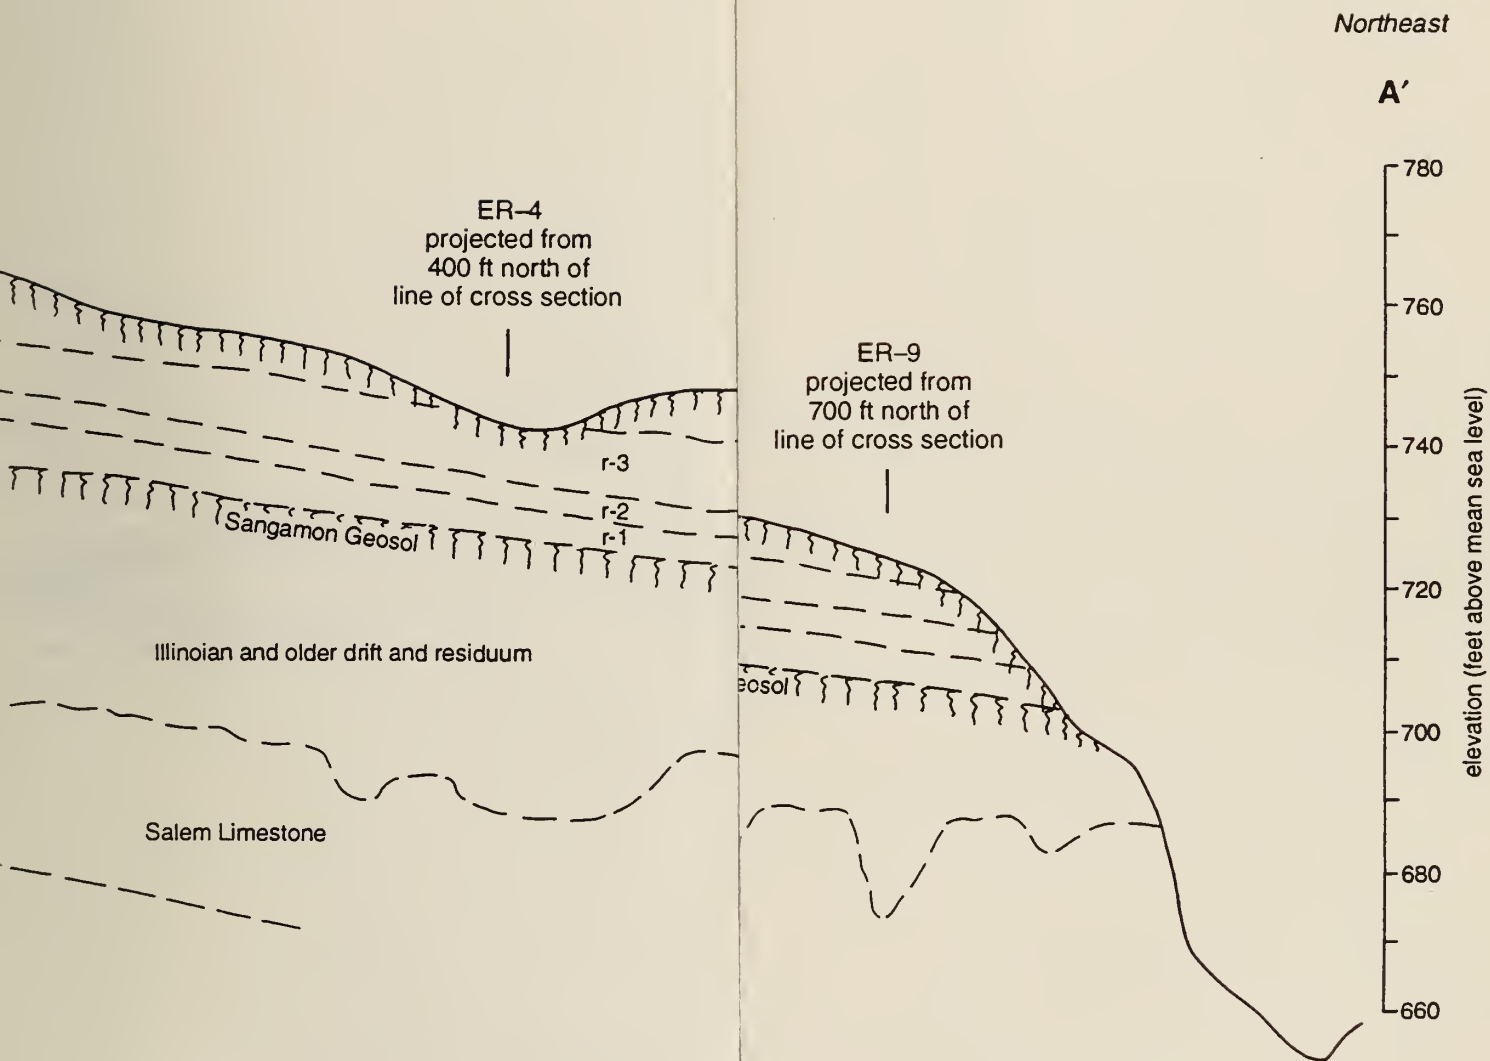 Northeast
A′
780
760
740
720
700
680
660
elevation (feet above mean sea level)
ER–4
projected from
400 ft north of
line of cross section
ER–9
projected from
700 ft north of
line of cross section
r-3
r-2
r-1
Sangamon Geosol
eosol
Illinoian and older drift and residuum
Salem Limestone